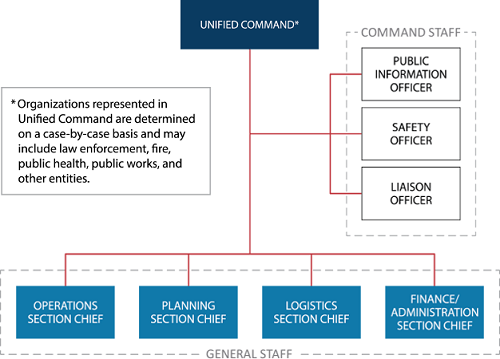 UNIFIED COMMAND*
COMMAND STAFF
PUBLIC
INFORMATION
OFFICER
SAFETY
OFFICER
LIAISON
OFFICER
* Organizations represented in
Unified Command are determined
on a case-by-case basis and may
include law enforcement, fire,
public health, public works, and
other entities.
OPERATIONS
SECTION CHIEF
PLANNING
SECTION CHIEF
LOGISTICS
SECTION CHIEF
FINANCE/
ADMINISTRATION
SECTION CHIEF
GENERAL STAFF